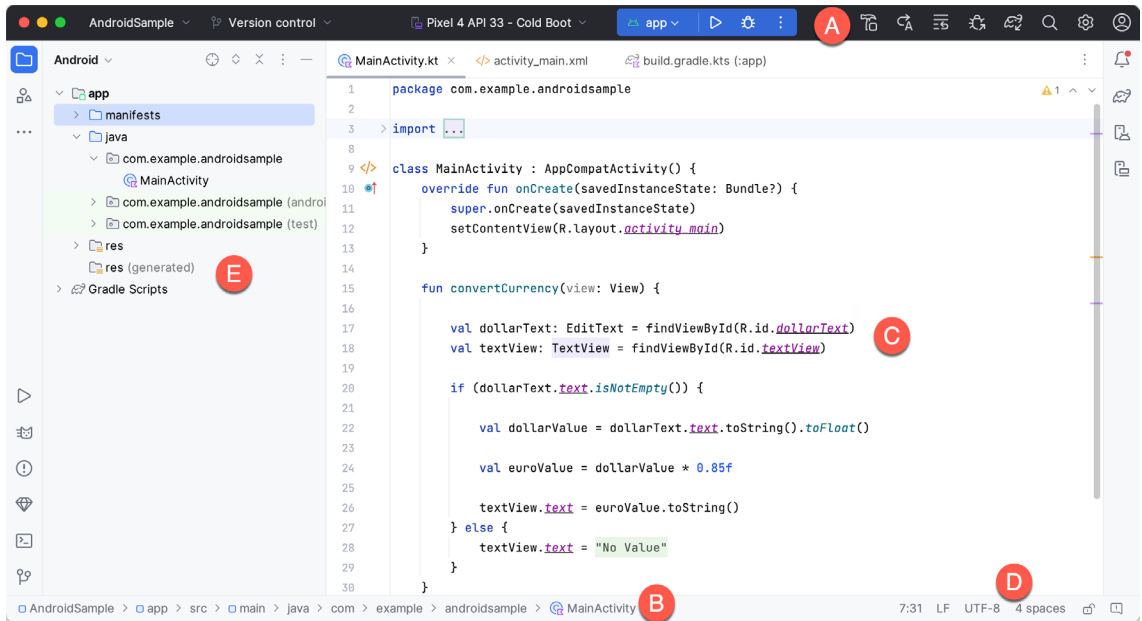 AndroidSample Version control Pixel 4 API 33 - Cold Boot app A
Android
app
manifests
java
com.example.androidsample
MainActivity
com.example.androidsample (androi
com.example.androidsample (test)
res
res (generated)
Gradle Scripts
E
MainActivity.kt activity_main.xml build.gradle.kts (:app)
1 package com.example.androidsample 1
2
3 import ...
8
9 class MainActivity : AppCompatActivity() {
10 override fun onCreate(savedInstanceState: Bundle?) {
11 super.onCreate(savedInstanceState)
12 setContentView(R.layout.activity_main)
13 }
14
15 fun convertCurrency(view: View) {
16
17 val dollarText: EditText = findViewById(R.id.dollarText)
18 val textView: TextView = findViewById(R.id.textView)
C
19
20 if (dollarText.text.isNotEmpty()) {
21
22 val dollarValue = dollarText.text.toString().toFloat()
23
24 val euroValue = dollarValue * 0.85f
25
26 textView.text = euroValue.toString()
27 } else {
28 textView.text = "No Value"
29 }
30 }
D
AndroidSample > app > src > main > java > com > example > androidsample > MainActivity B 7:31 LF UTF-8 4 spaces